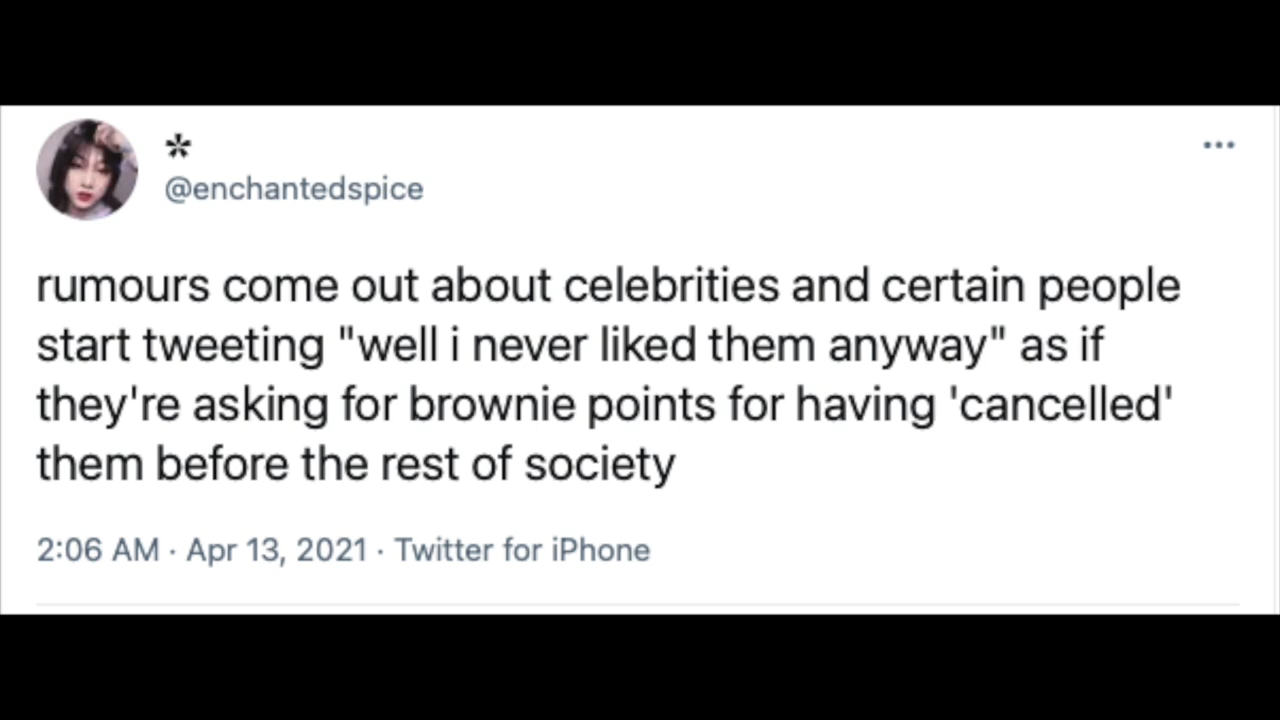 *
@enchantedspice
rumours come out about celebrities and certain people
start tweeting "well i never liked them anyway" as if
they're asking for brownie points for having 'cancelled'
them before the rest of society
2:06 AM · Apr 13, 2021 · Twitter for iPhone